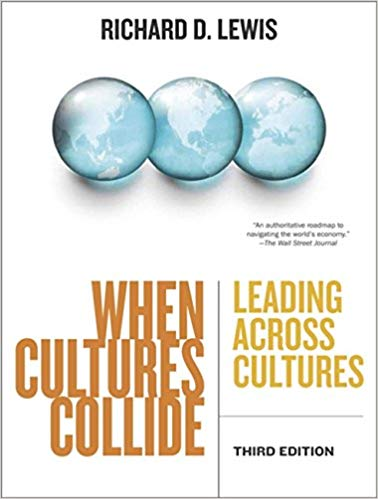 RICHARD D. LEWIS
"An authoritative roadmap to
navigating the world's economy."
—The Wall Street Journal
WHEN
CULTURES
COLLIDE
LEADING
ACROSS
CULTURES
THIRD EDITION